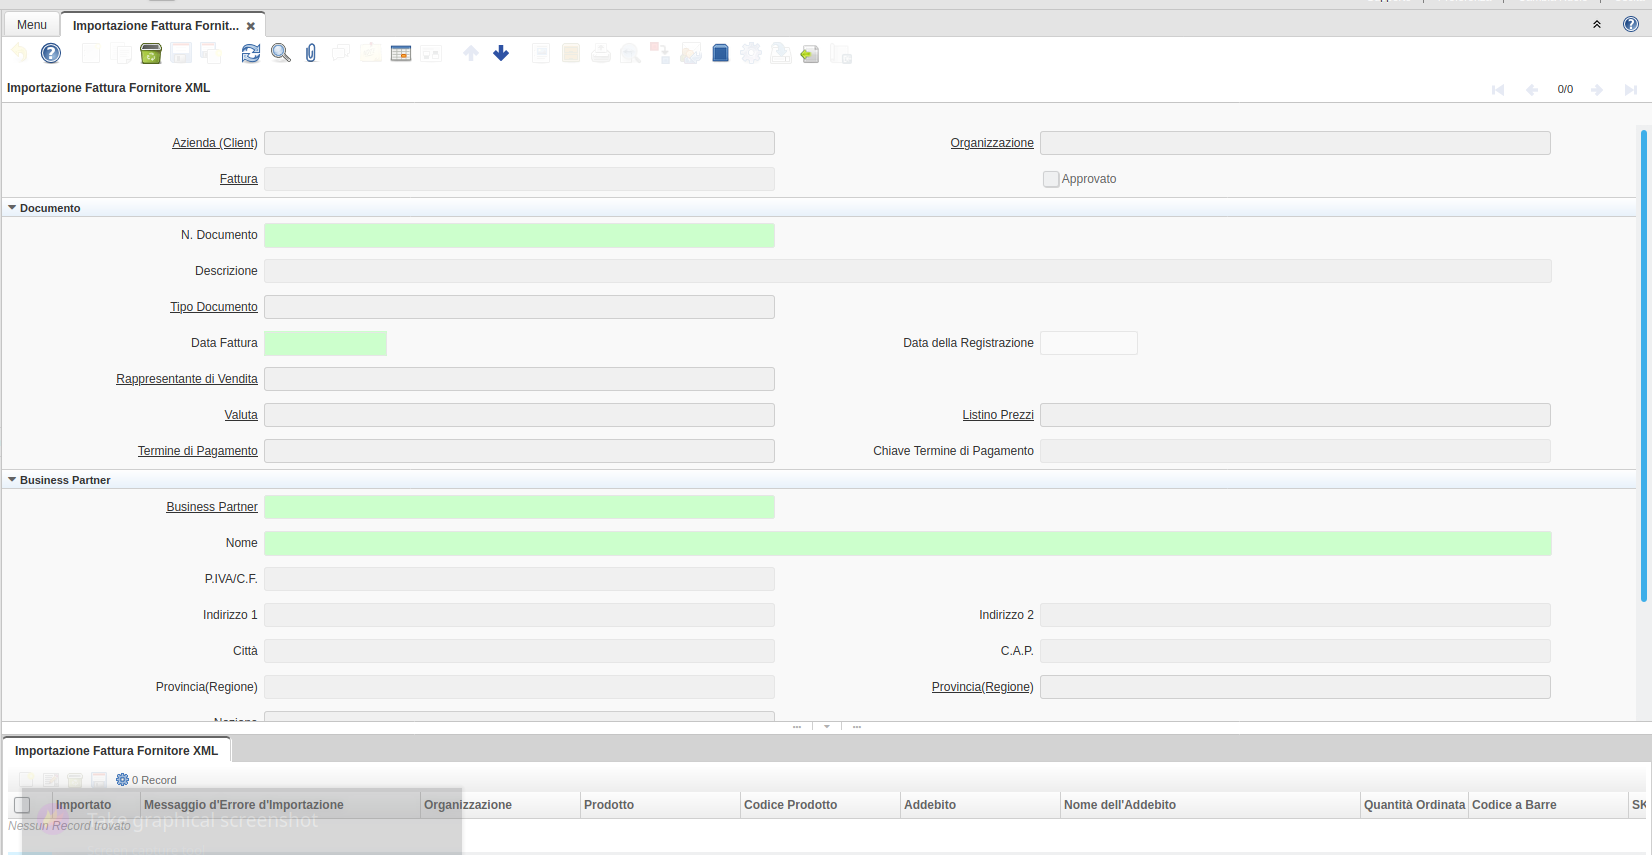 Menu
Importazione Fattura Fornit...
Importazione Fattura Fornitore XML
0/0
Azienda (Client)
Organizzazione
Fattura
Approvato
Documento
N. Documento
Descrizione
Tipo Documento
Data Fattura
Data della Registrazione
Rappresentante di Vendita
Valuta
Listino Prezzi
Termine di Pagamento
Chiave Termine di Pagamento
Business Partner
Business Partner
Nome
P.IVA/C.F.
Indirizzo 1
Indirizzo 2
Città
C.A.P.
Provincia(Regione)
Provincia(Regione)
Nazione
Importazione Fattura Fornitore XML
0 Record
Importato Messaggio d'Errore d'Importazione Organizzazione Prodotto Codice Prodotto Addebito Nome dell'Addebito Quantità Ordinata Codice a Barre SK
Take graphical screenshot
Nessun Record trovato